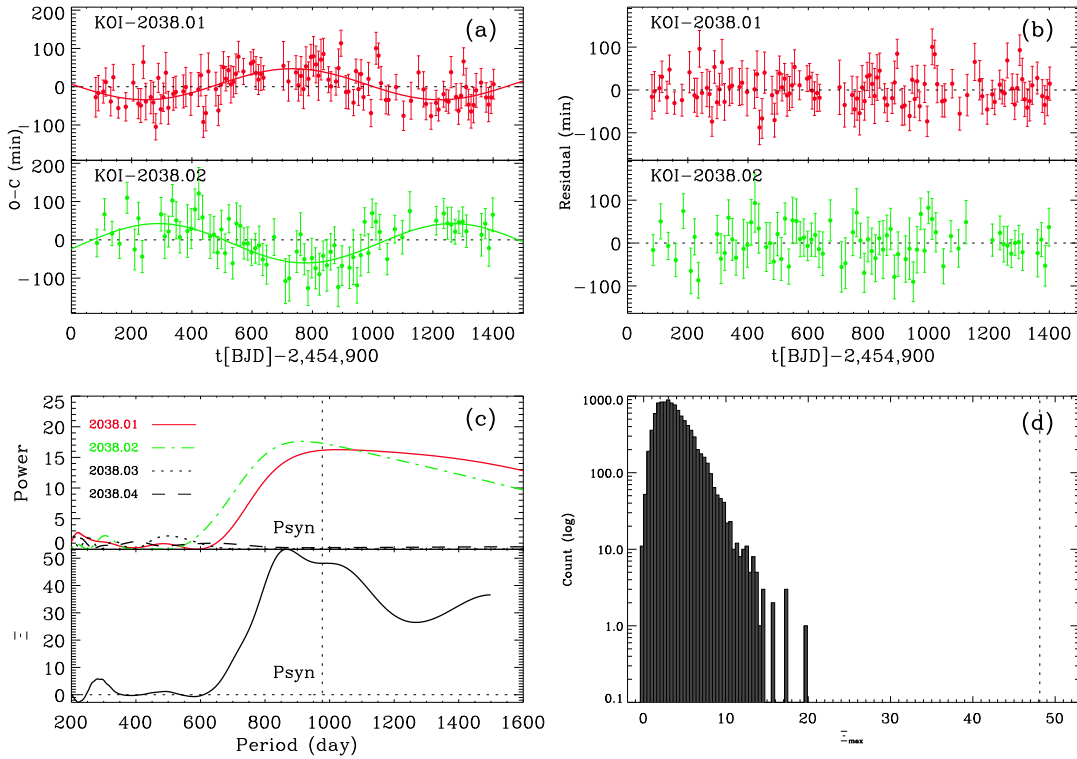 KOI-2038.01 (a)
200
100
0
100
KOI-2038.02
200
100
0
-100
O-C (min)
0 200 400 600 800 1000 1200 1400
t[BJD]-2,454,900
KOI-2038.01 (b)
100
0
-100
KOI-2038.02
100
0
-100
Residual (min)
0 200 400 600 800 1000 1200 1400
t[BJD]-2,454,900
(c)
25
20
15
10
5
0
Power
2038.01
2038.02
2038.03
2038.04
Psyn
50
40
30
20
10
0
Ξ
Psyn
200 400 600 800 1000 1200 1400 1600
Period (day)
(d)
1000.0
100.0
10.0
1.0
0.1
Count (log)
0 10 20 30 40 50
Ξmax